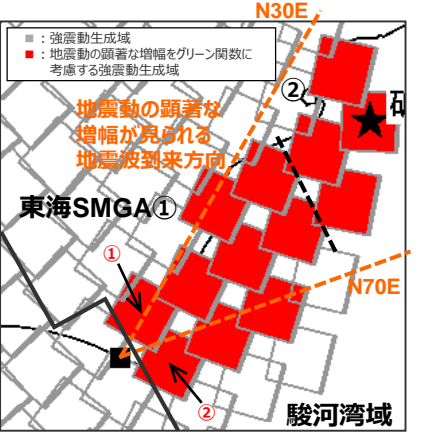 N30E
■：強震動生成域
■：地震動の顕著な増幅をグリーン関数に
考慮する強震動生成域
②
地震動の顕著な
増幅が見られる
地震波到来方向
東海SMGA①
①
N70E
②
駿河湾域